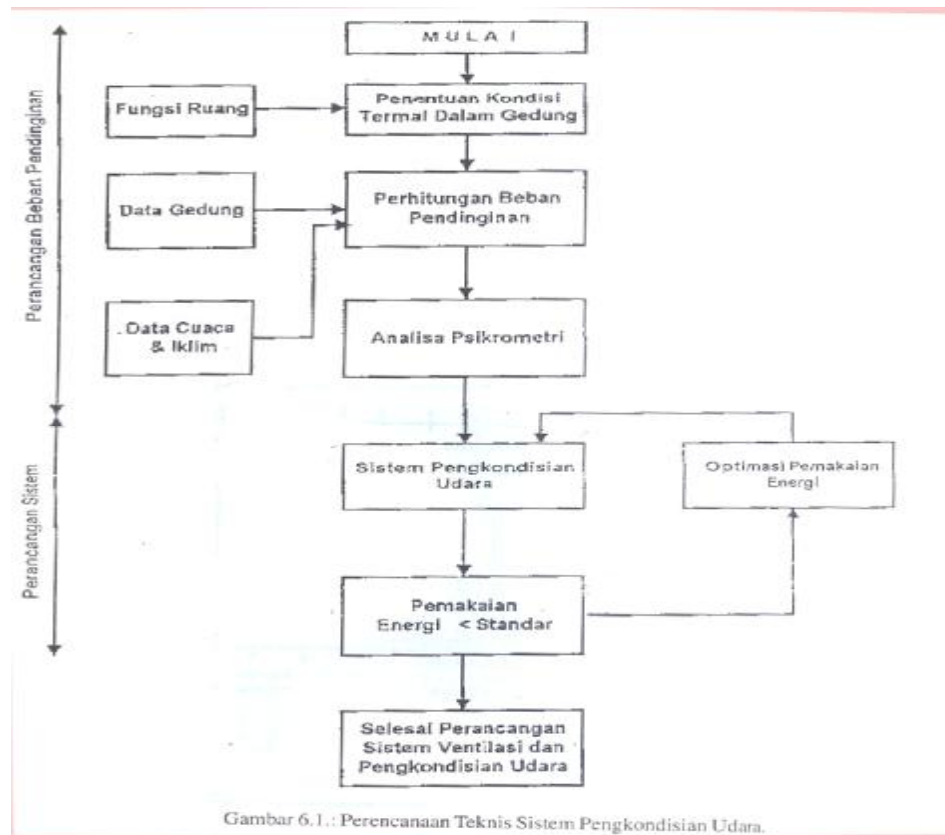 M U L A I
Fungsi Ruang
Penentuan Kondisi
Termal Dalam Gedung
Perancangan Beban Pendinginan
Data Gedung
Perhitungan Beban
Pendinginan
Data Cuaca
& Iklim
Analisa Psikrometri
Perancangan Sistem
Sistem Pengkondisian
Udara
Optimasi Pemakaian
Energi
Pemakaian
Energi < Standar
Selesai Perancangan
Sistem Ventilasi dan
Pengkondisian Udara
Gambar 6.1.: Perencanaan Teknis Sistem Pengkondisian Udara.